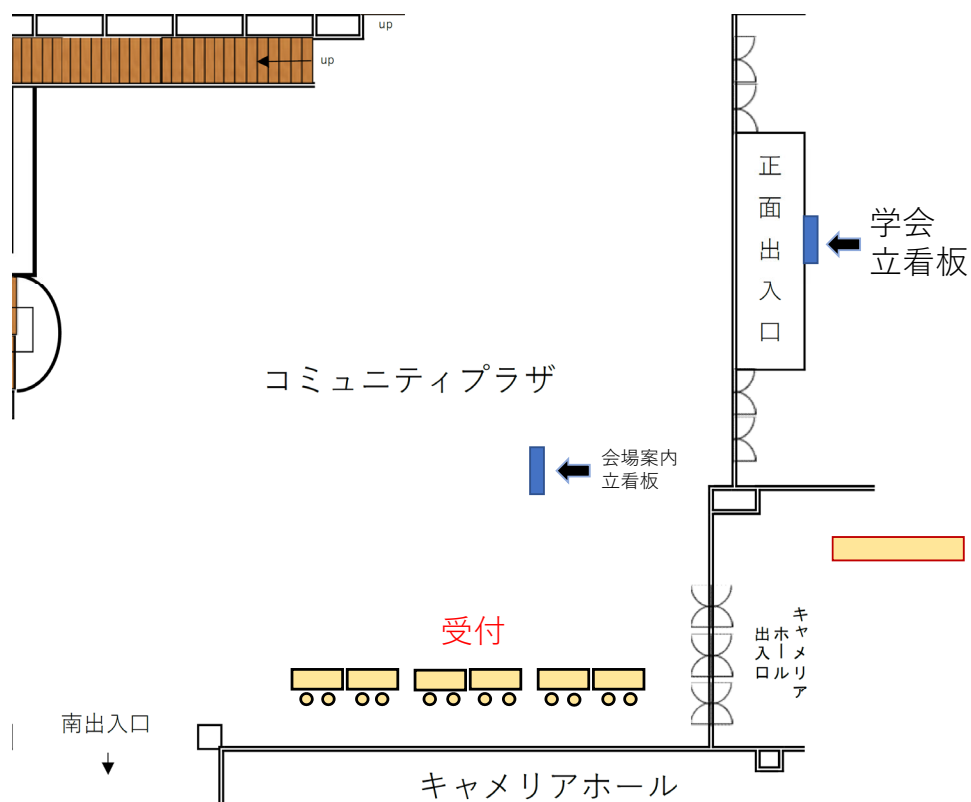 up
up
正面出入口
学会
立看板
コミュニティプラザ
会場案内
立看板
受付
キャメリア
ホール
出入口
南出入口
キャメリアホール